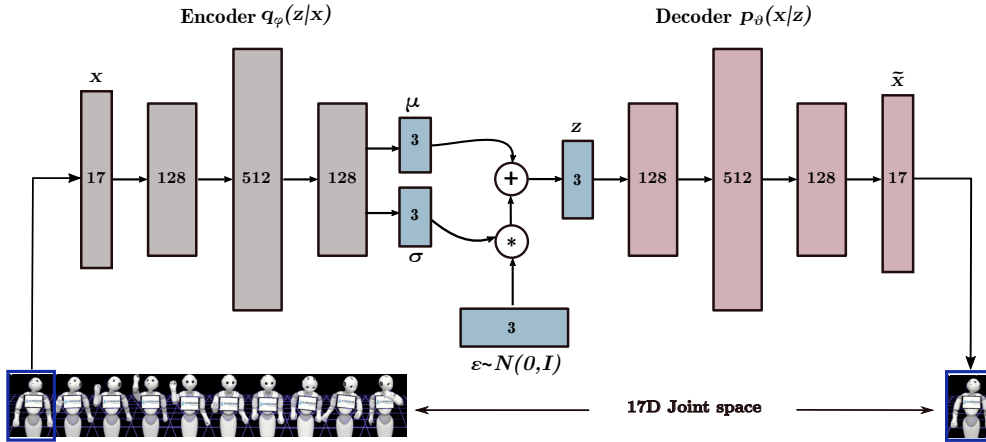 Encoder qφ(z|x)
Decoder pϑ(x|z)
x
17
128
512
128
μ
3
3
σ
+
*
3
ε~N(0,I)
z
3
128
512
128
x̃
17
17D Joint space